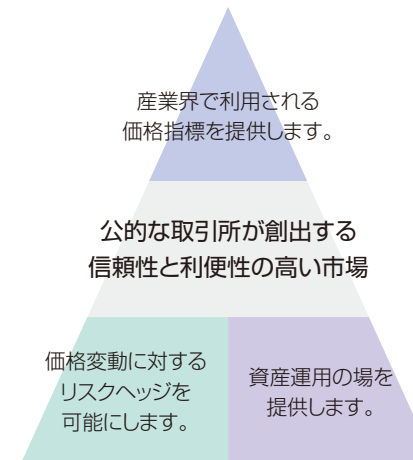 産業界で利用される
価格指標を提供します。
公的な取引所が創出する
信頼性と利便性の高い市場
価格変動に対する
リスクヘッジを
可能にします。
資産運用の場を
提供します。